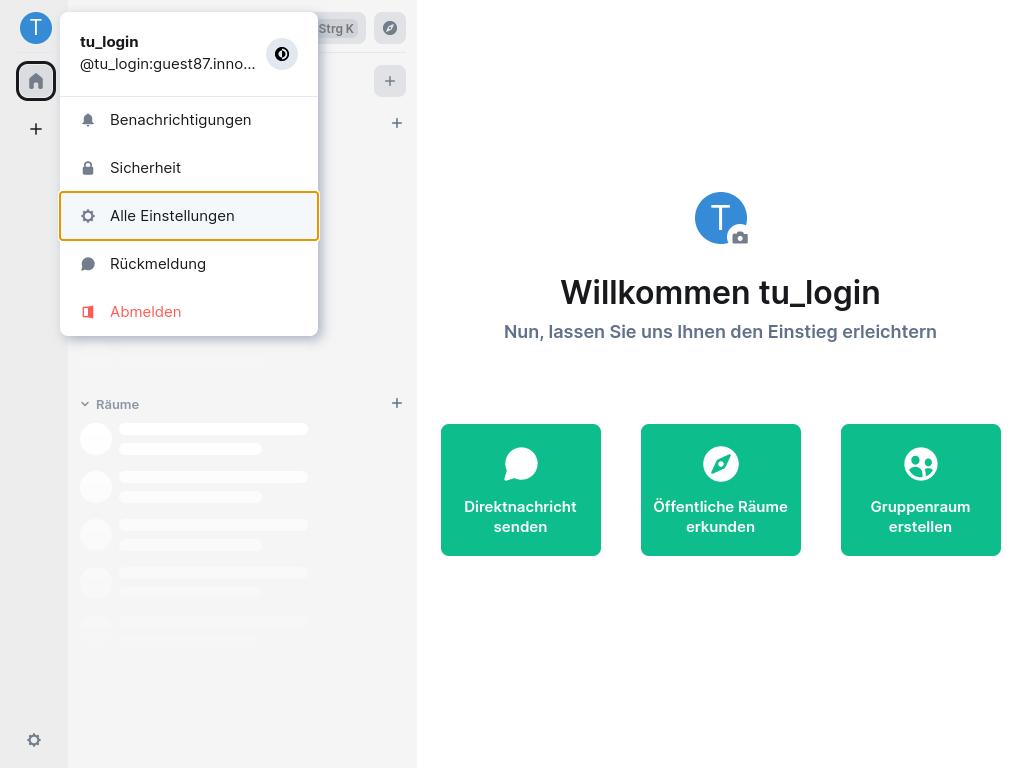 T
tu_login
@tu_login:guest87.inno...
Strg K
Benachrichtigungen
Sicherheit
Alle Einstellungen
Rückmeldung
Abmelden
Räume
T
Willkommen tu_login
Nun, lassen Sie uns Ihnen den Einstieg erleichtern
Direktnachricht
senden
Öffentliche Räume
erkunden
Gruppenraum
erstellen